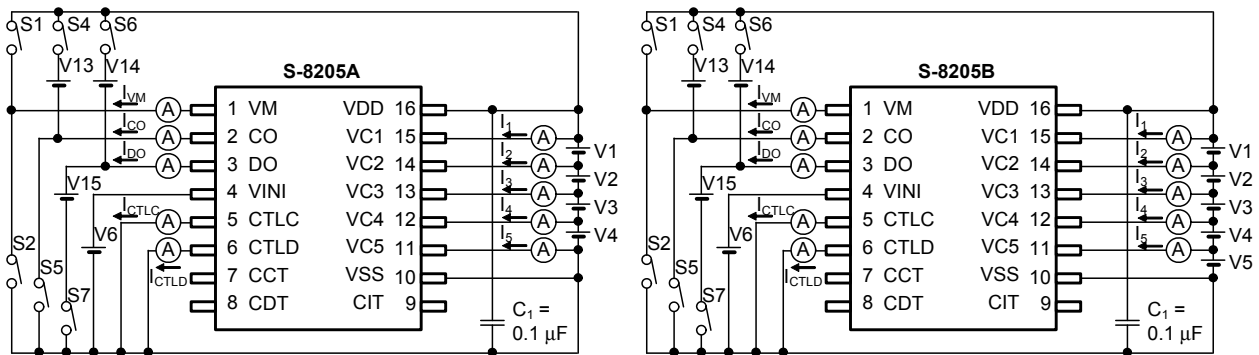 S1 S4 S6
V13 V14
S-8205A
IVM A 1 VM VDD 16
ICO A 2 CO VC1 15 I1 A
IDO A 3 DO VC2 14 I2 A V1
V15 4 VINI VC3 13 I3 A V2
ICTLC A 5 CTLC VC4 12 I4 A V3
V6 A 6 CTLD VC5 11 I5 A V4
S2 S5 ICTLD 7 CCT VSS 10
S7 8 CDT CIT 9
C1 =
0.1 µF
S1 S4 S6
V13 V14
S-8205B
IVM A 1 VM VDD 16
ICO A 2 CO VC1 15 I1 A
IDO A 3 DO VC2 14 I2 A V1
V15 4 VINI VC3 13 I3 A V2
ICTLC A 5 CTLC VC4 12 I4 A V3
V6 A 6 CTLD VC5 11 I5 A V4
S2 S5 ICTLD 7 CCT VSS 10 V5
S7 8 CDT CIT 9
C1 =
0.1 µF